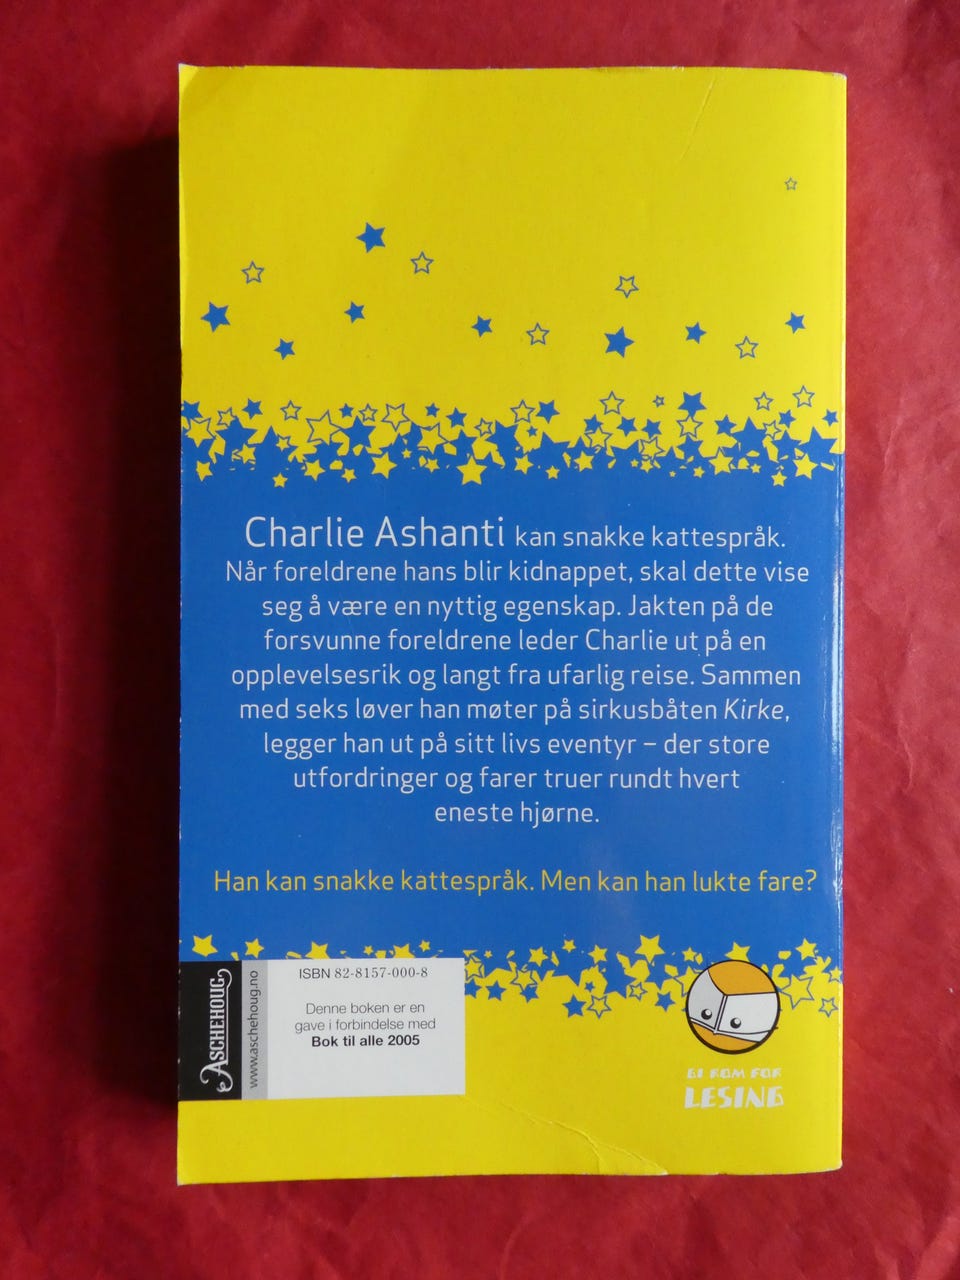 Charlie Ashanti kan snakke kattespråk.
Når foreldrene hans blir kidnappet, skal dette vise
seg å være en nyttig egenskap. Jakten på de
forsvunne foreldrene leder Charlie ut på en
opplevelsesrik og langt fra ufarlig reise. Sammen
med seks løver han møter på sirkusbåten Kirke,
legger han ut på sitt livs eventyr – der store
utfordringer og farer truer rundt hvert
eneste hjørne.
Han kan snakke kattespråk. Men kan han lukte fare?
ASCHEHOUG
www.aschehoug.no
ISBN 82-8157-000-8
Denne boken er en
gave i forbindelse med
Bok til alle 2005
GI ROM FOR
LESING